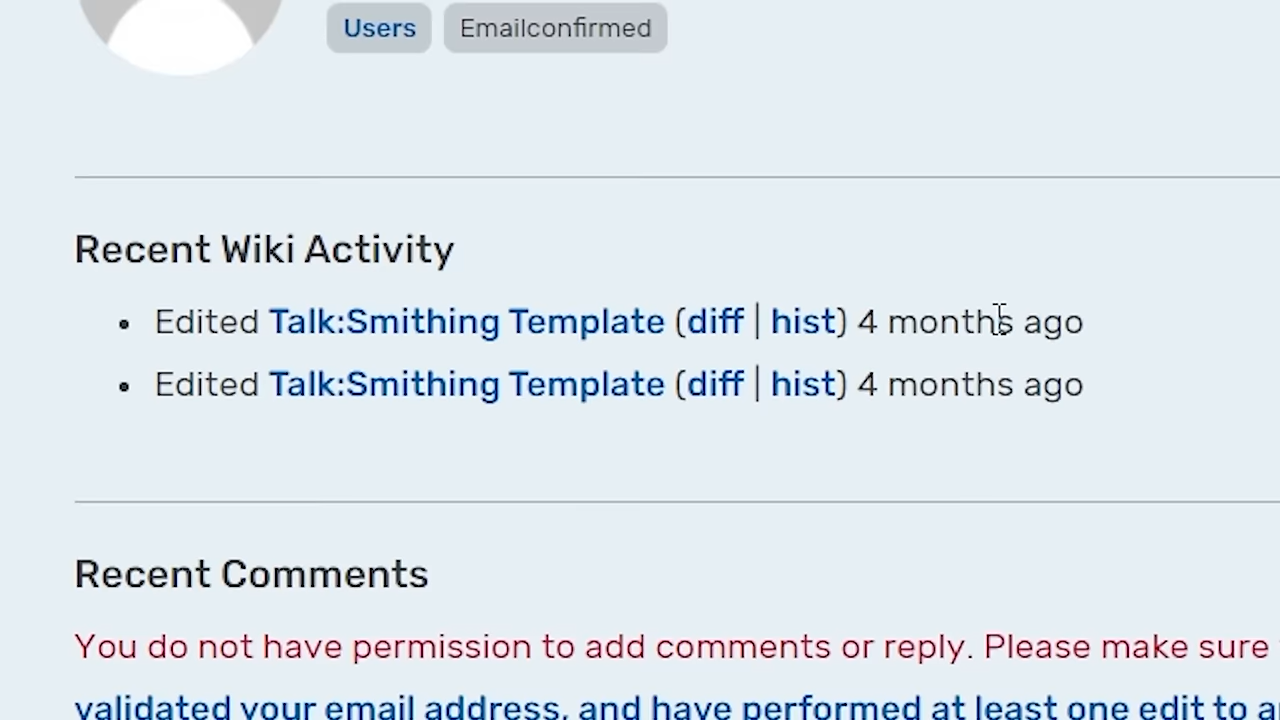 Users Emailconfirmed
Recent Wiki Activity
Edited Talk:Smithing Template (diff | hist) 4 months ago
Edited Talk:Smithing Template (diff | hist) 4 months ago
Recent Comments
You do not have permission to add comments or reply. Please make sure
validated your email address, and have performed at least one edit to a